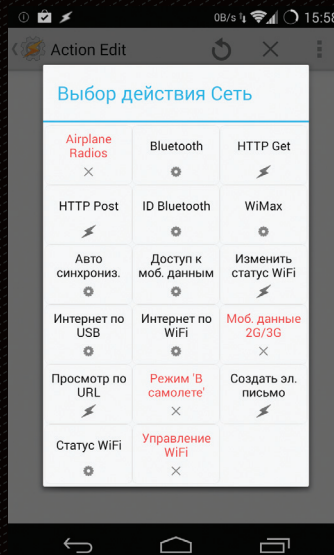 0B/s 15:58
Action Edit
Выбор действия Сеть
Airplane
Radios
Bluetooth
HTTP Get
HTTP Post
ID Bluetooth
WiMax
Авто
синхрониз.
Доступ к
моб. данным
Изменить
статус WiFi
Интернет по
USB
Интернет по
WiFi
Моб. данные
2G/3G
Просмотр по
URL
Режим 'В
самолете'
Создать эл.
письмо
Статус WiFi
Управление
WiFi